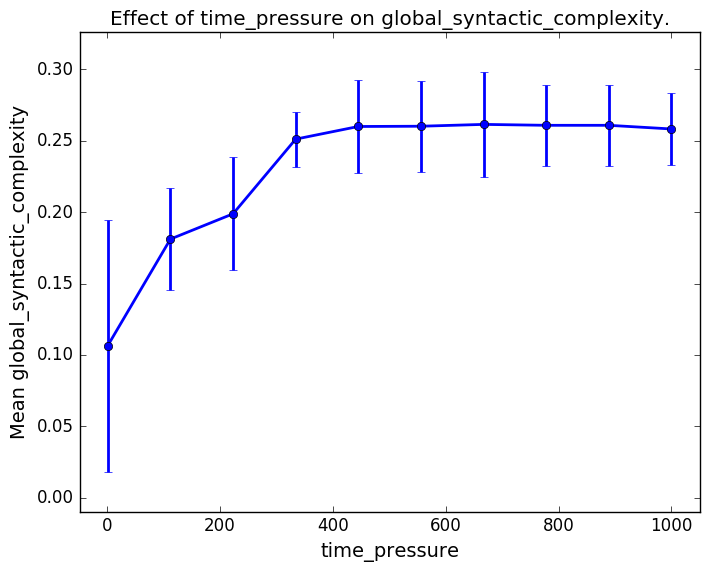 Effect of time_pressure on global_syntactic_complexity.
Mean global_syntactic_complexity
0.30
0.25
0.20
0.15
0.10
0.05
0.00
0 200 400 600 800 1000
time_pressure